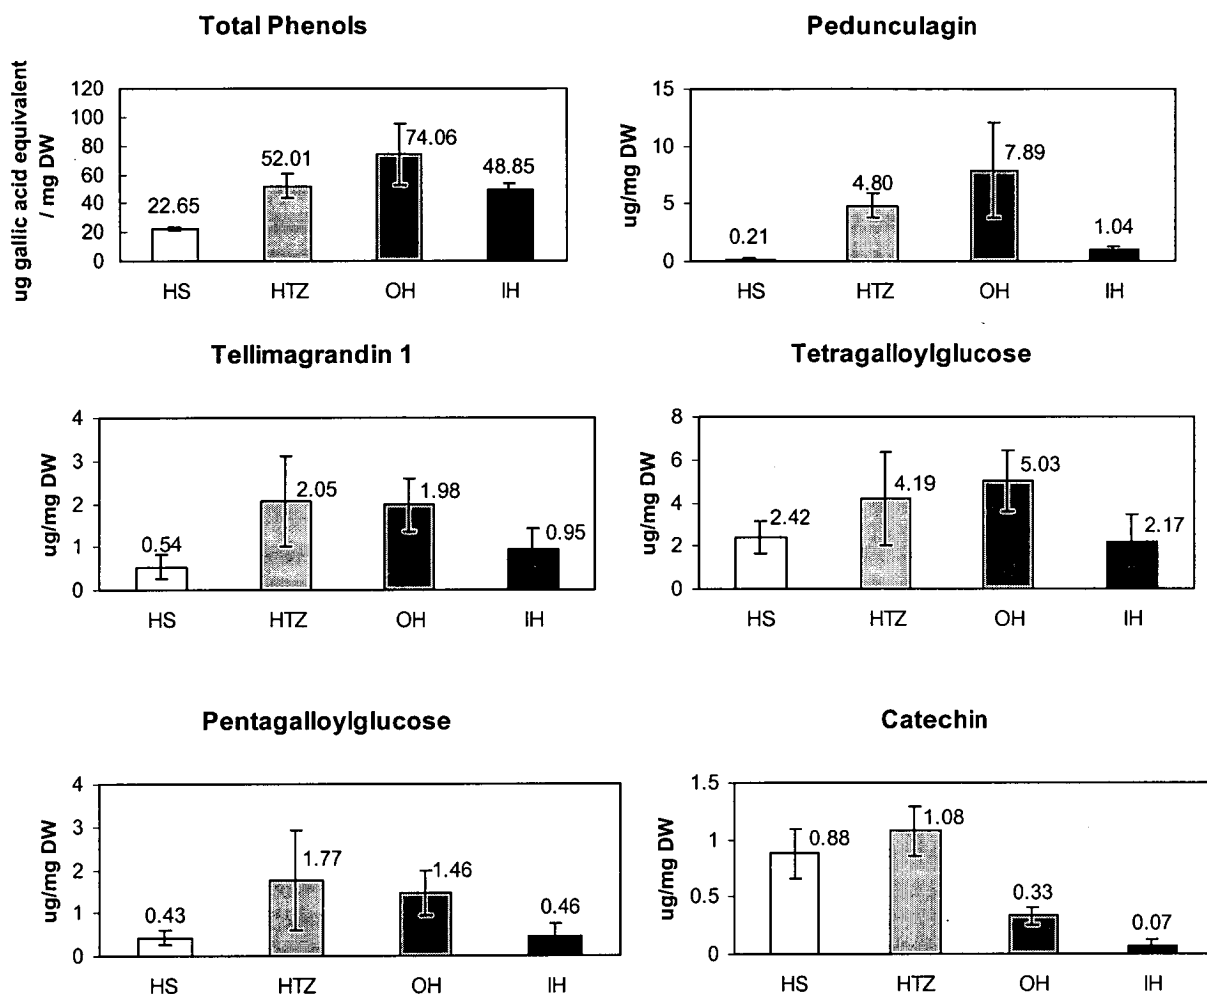 Total Phenols
ug gallic acid equivalent
/ mg DW
120
100
80
60
40
20
0
22.65
52.01
74.06
48.85
HS HTZ OH IH
Pedunculagin
ug/mg DW
15
10
5
0
0.21
4.80
7.89
1.04
HS HTZ OH IH
Tellimagrandin 1
ug/mg DW
4
3
2
1
0
0.54
2.05
1.98
0.95
HS HTZ OH IH
Tetragalloylglucose
ug/mg DW
8
6
4
2
0
2.42
4.19
5.03
2.17
HS HTZ OH IH
Pentagalloylglucose
ug/mg DW
4
3
2
1
0
0.43
1.77
1.46
0.46
HS HTZ OH IH
Catechin
ug/mg DW
1.5
1
0.5
0
0.88
1.08
0.33
0.07
HS HTZ OH IH